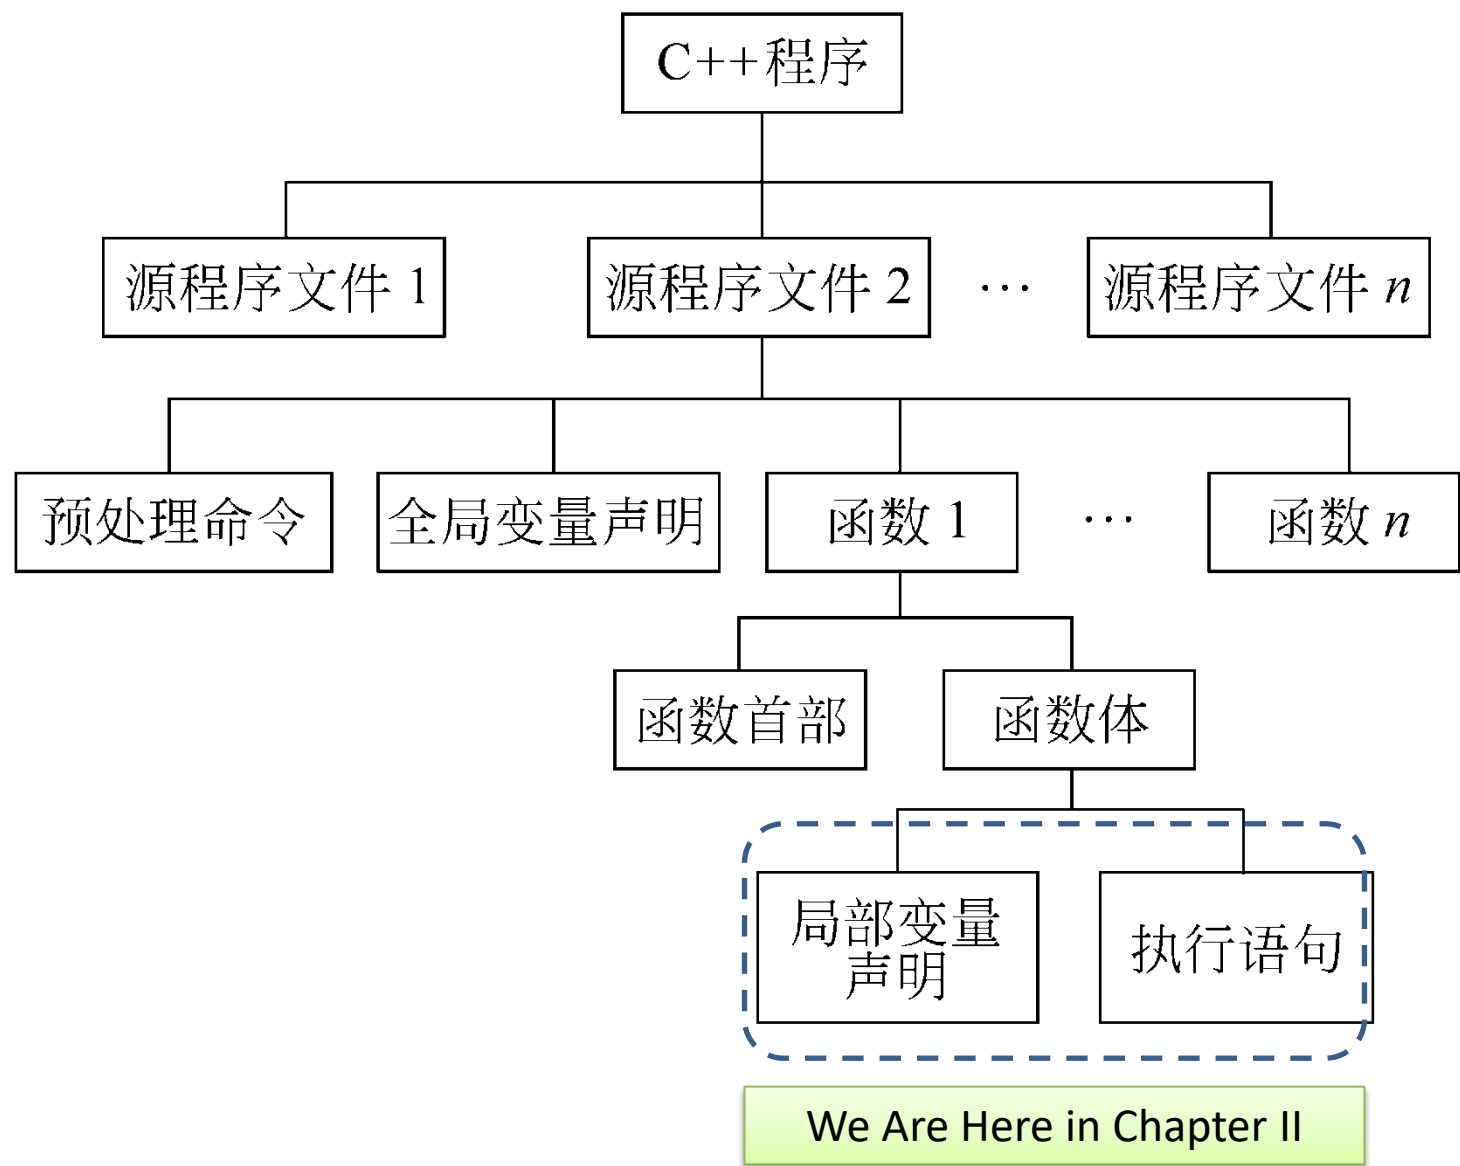 C++程序
源程序文件 1
源程序文件 2
···
源程序文件 n
预处理命令
全局变量声明
函数 1
···
函数 n
函数首部
函数体
局部变量
声明
执行语句
We Are Here in Chapter II